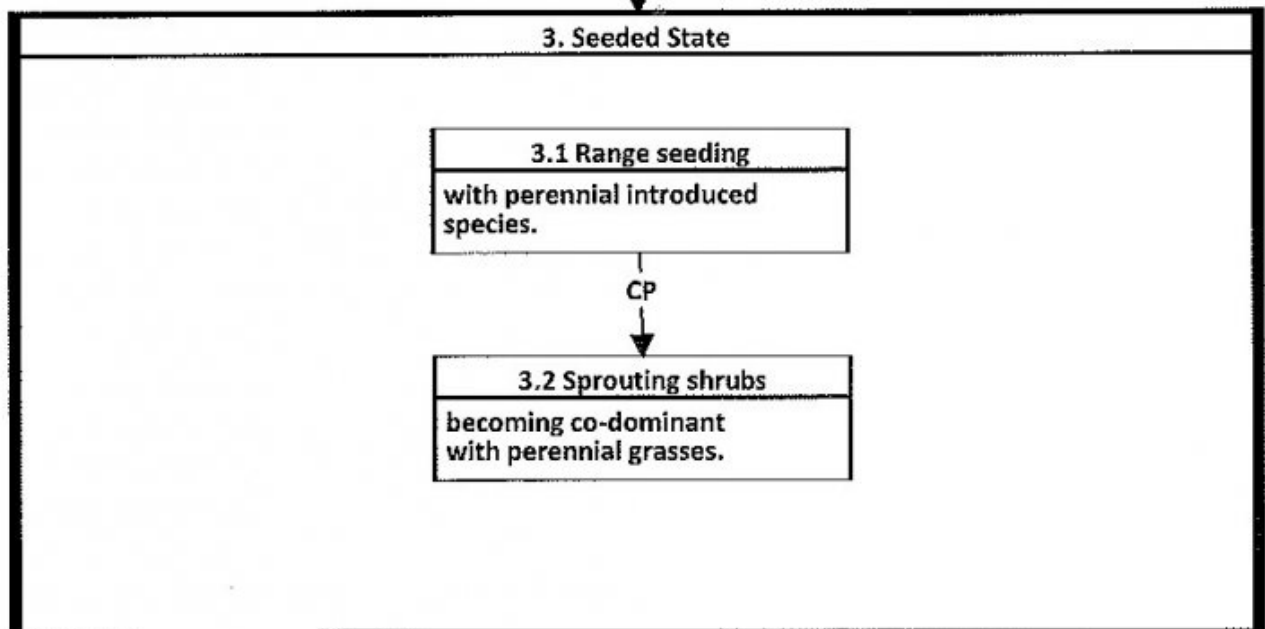 3. Seeded State
3.1 Range seeding
with perennial introduced
species.
CP
3.2 Sprouting shrubs
becoming co-dominant
with perennial grasses.